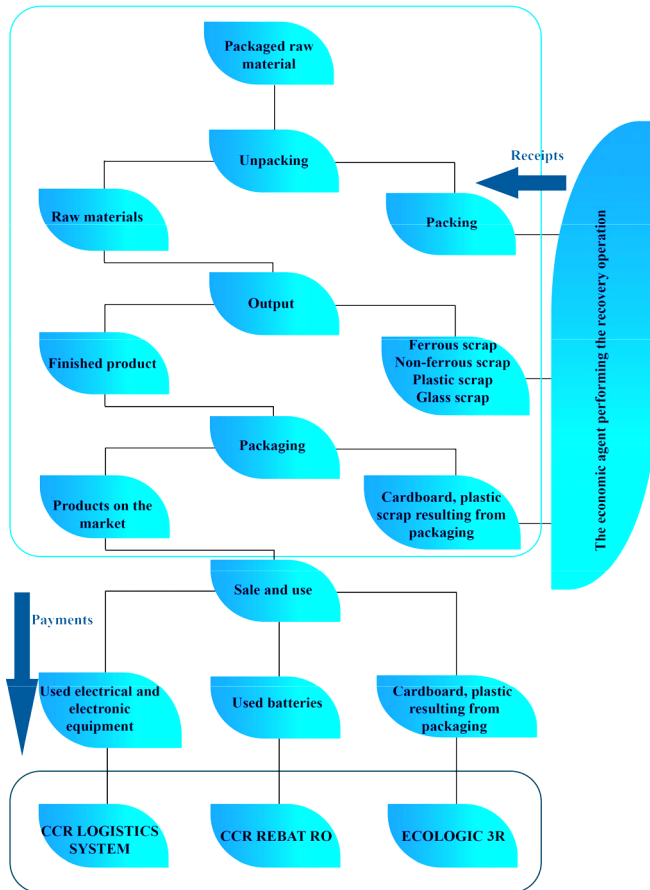 Packaged raw
material
Unpacking
Receipts
Raw materials
Packing
The economic agent performing the recovery operation
Output
Finished product
Ferrous scrap
Non-ferrous scrap
Plastic scrap
Glass scrap
Packaging
Products on the
market
Cardboard, plastic
scrap resulting from
packaging
Sale and use
Payments
Used electrical and
electronic
equipment
Used batteries
Cardboard, plastic
resulting from
packaging
CCR LOGISTICS
SYSTEM
CCR REBAT RO
ECOLOGIC 3R